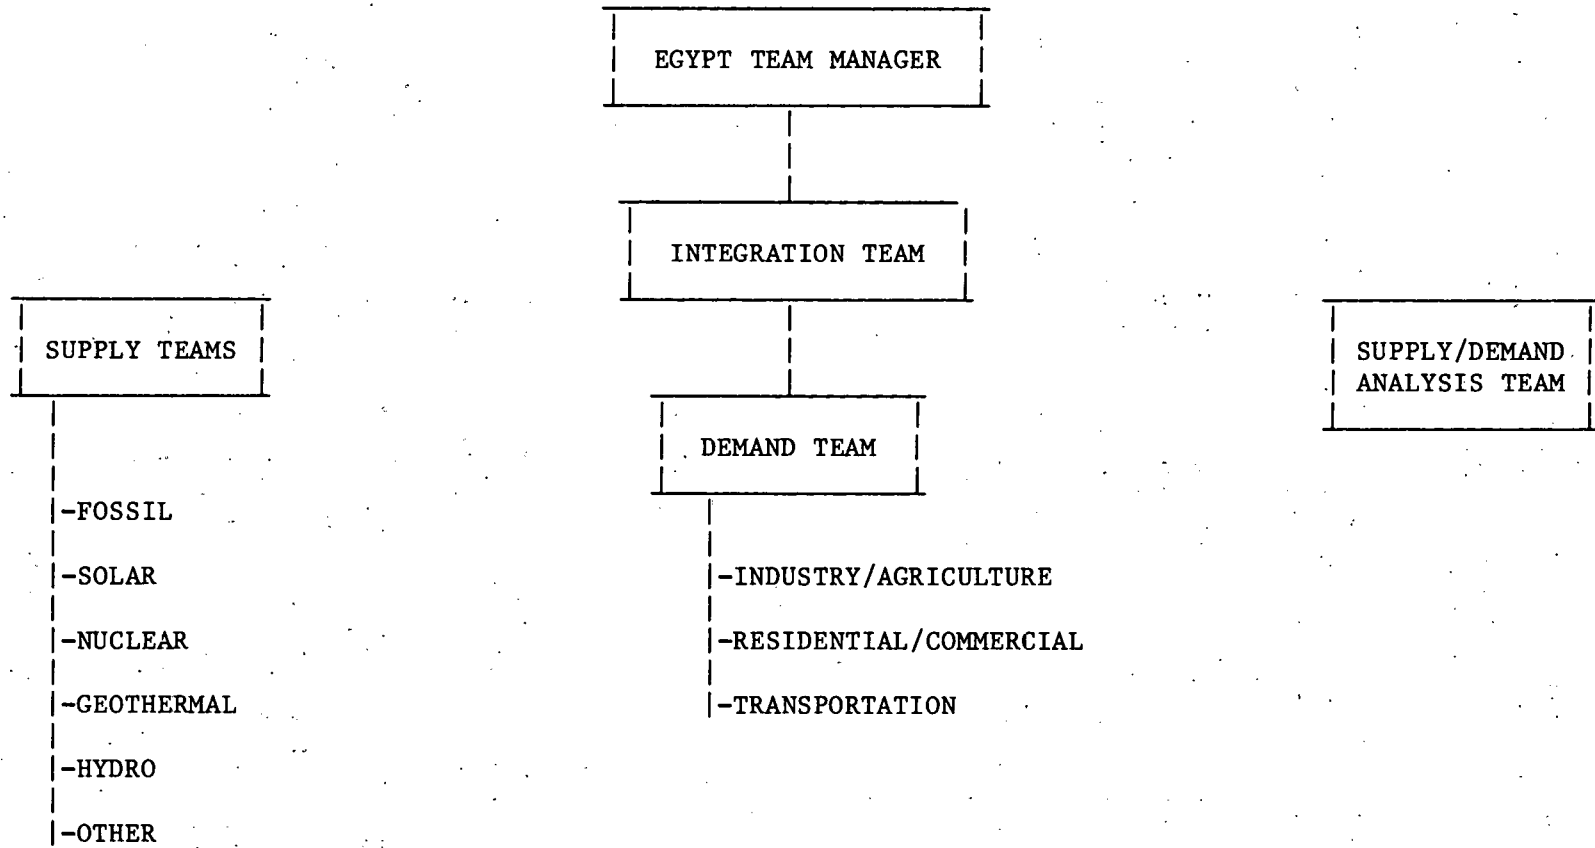 EGYPT TEAM MANAGER
INTEGRATION TEAM
SUPPLY TEAMS
SUPPLY/DEMAND
ANALYSIS TEAM
DEMAND TEAM
-FOSSIL
-SOLAR
-NUCLEAR
-GEOTHERMAL
-HYDRO
-OTHER
-INDUSTRY/AGRICULTURE
-RESIDENTIAL/COMMERCIAL
-TRANSPORTATION